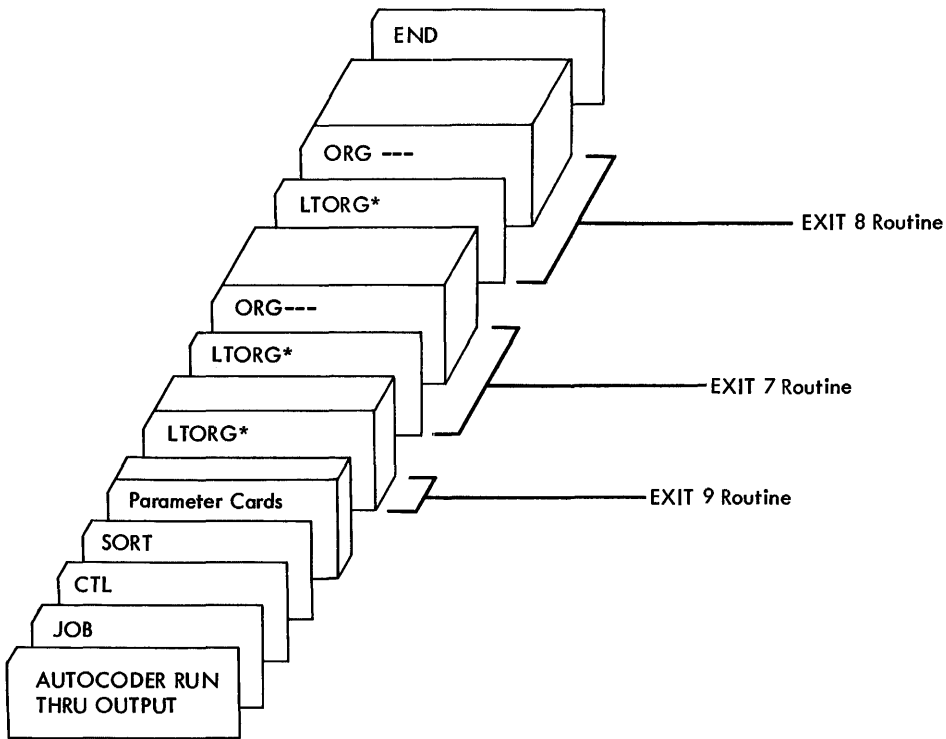 END
ORG ---
LTORG*
EXIT 8 Routine
ORG---
LTORG*
EXIT 7 Routine
LTORG*
Parameter Cards
EXIT 9 Routine
SORT
CTL
JOB
AUTOCODER RUN
THRU OUTPUT